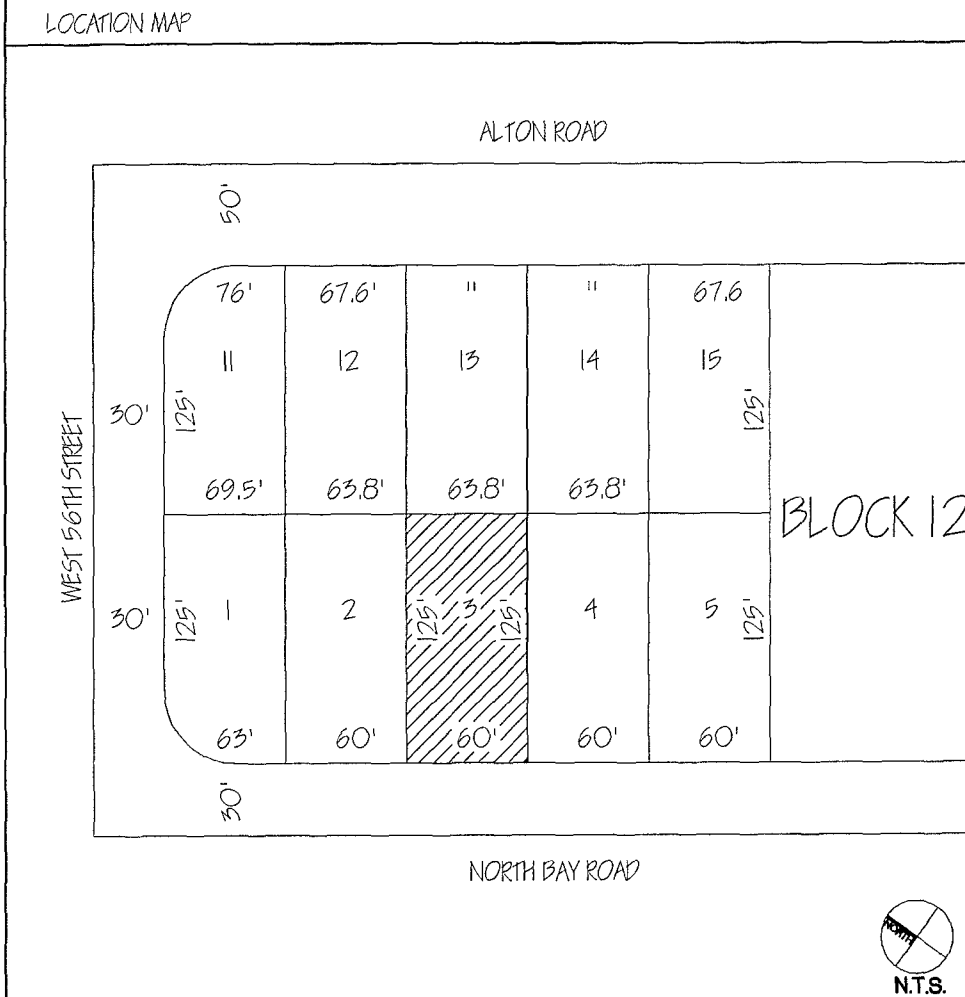 LOCATION MAP
ALTON ROAD
50'
76' 67.6' " " 67.6
11 12 13 14 15
30' 125' 125'
69.5' 63.8' 63.8' 63.8'
WEST 56TH STREET
BLOCK 12
30' 125' 1 2 125' 3 125' 4 5 125'
63' 60' 60' 60' 60'
30'
NORTH BAY ROAD
NORTH
N.T.S.